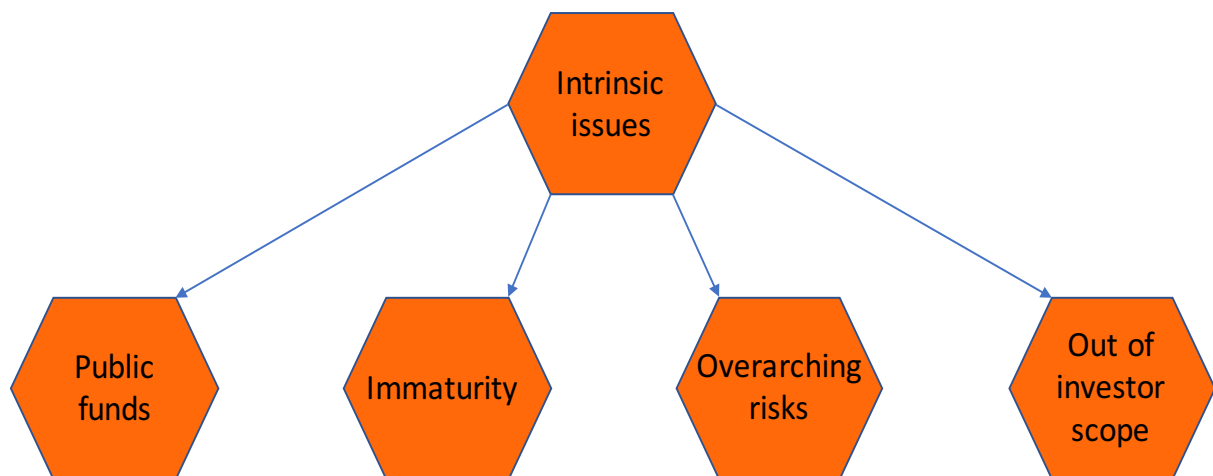 Intrinsic
issues
Public
funds
Immaturity
Overarching
risks
Out of
investor
scope